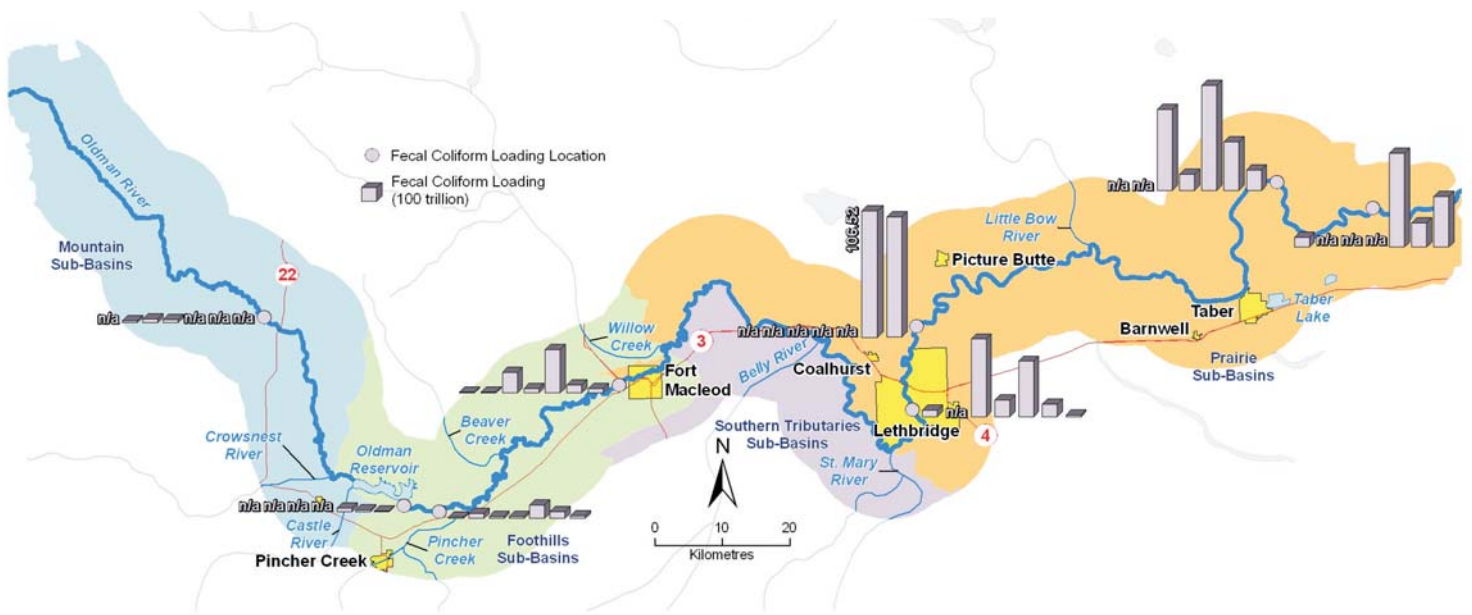 Oldman River
Mountain
Sub-Basins
22
n/a
n/a n/a n/a
Fecal Coliform Loading Location
Fecal Coliform Loading
(100 trillion)
Crowsnest
River
Oldman
Reservoir
n/a n/a n/a n/a
Castle
River
Pincher Creek
Pincher
Creek
Foothills
Sub-Basins
Beaver
Creek
Willow
Creek
Fort
Macleod
3
Belly River
n/a n/a n/a n/a n/a
106.52
Coalhurst
Southern Tributaries
Sub-Basins
Lethbridge
n/a
4
St. Mary
River
N
0 10 20
Kilometres
Picture Butte
Little Bow
River
n/a n/a
n/a n/a n/a
Taber
Taber
Lake
Barnwell
Prairie
Sub-Basins